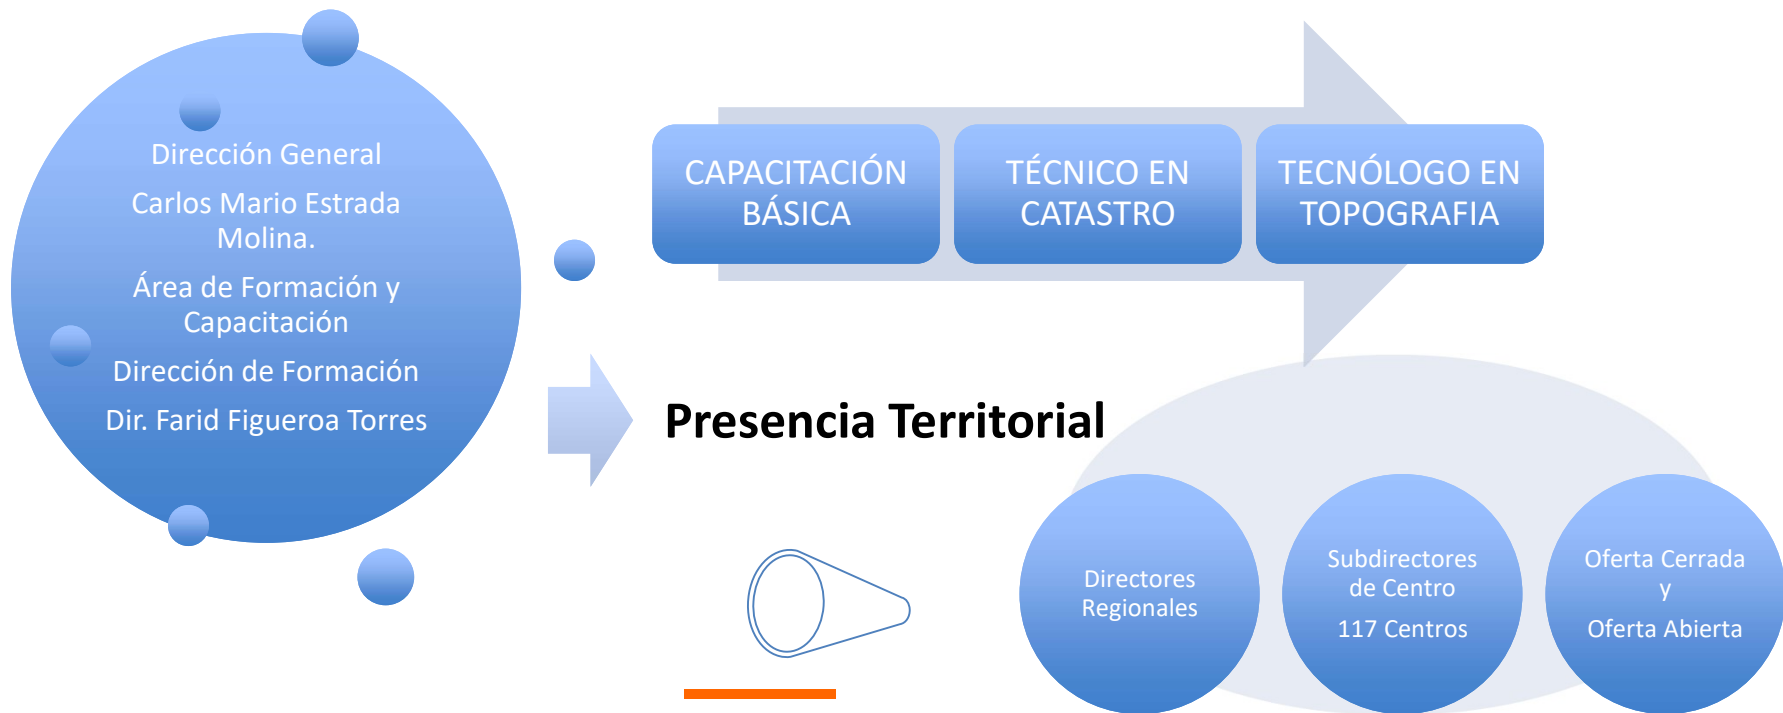 Dirección General
Carlos Mario Estrada
Molina.
Área de Formación y
Capacitación
Dirección de Formación
Dir. Farid Figueroa Torres
CAPACITACIÓN
BÁSICA
TÉCNICO EN
CATASTRO
TECNÓLOGO EN
TOPOGRAFIA
Presencia Territorial
Directores
Regionales
Subdirectores
de Centro
117 Centros
Oferta Cerrada
y
Oferta Abierta